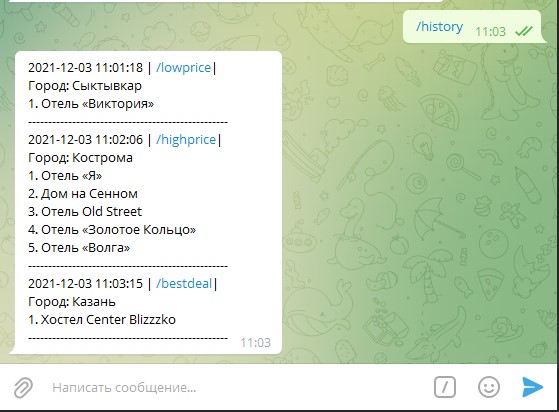 /history 11:03
2021-12-03 11:01:18 | /lowprice|
Город: Сыктывкар
1. Отель «Виктория»
--------------------------------------------------
2021-12-03 11:02:06 | /highprice|
Город: Кострома
1. Отель «Я»
2. Дом на Сенном
3. Отель Old Street
4. Отель «Золотое Кольцо»
5. Отель «Волга»
--------------------------------------------------
2021-12-03 11:03:15 | /bestdeal|
Город: Казань
1. Хостел Center Blizzzko
--------------------------------------------------
11:03
Написать сообщение...